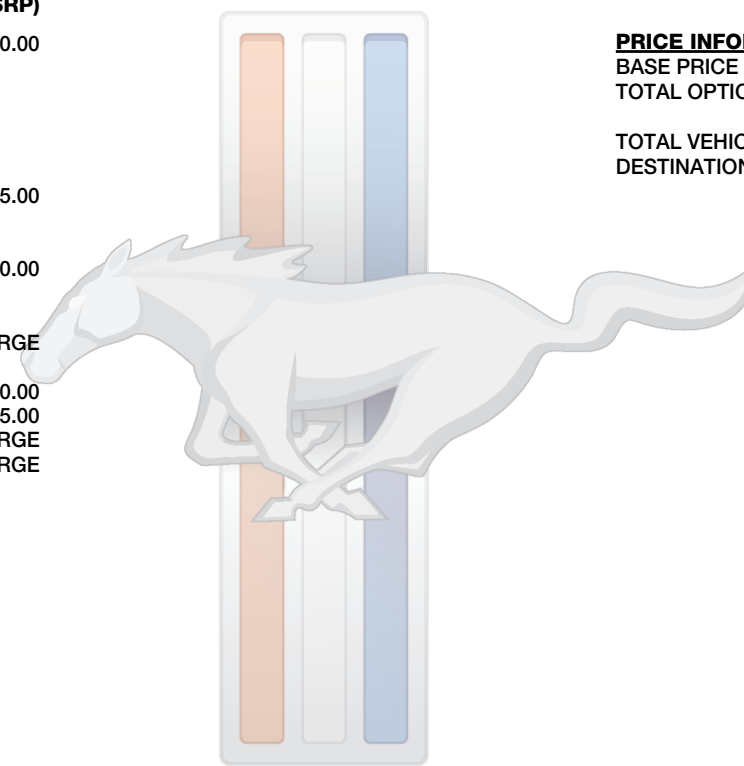 SRP)
0.00
5.00
0.00
RGE
0.00
5.00
RGE
RGE
PRICE INFO
BASE PRICE
TOTAL OPTIO
TOTAL VEHIC
DESTINATION